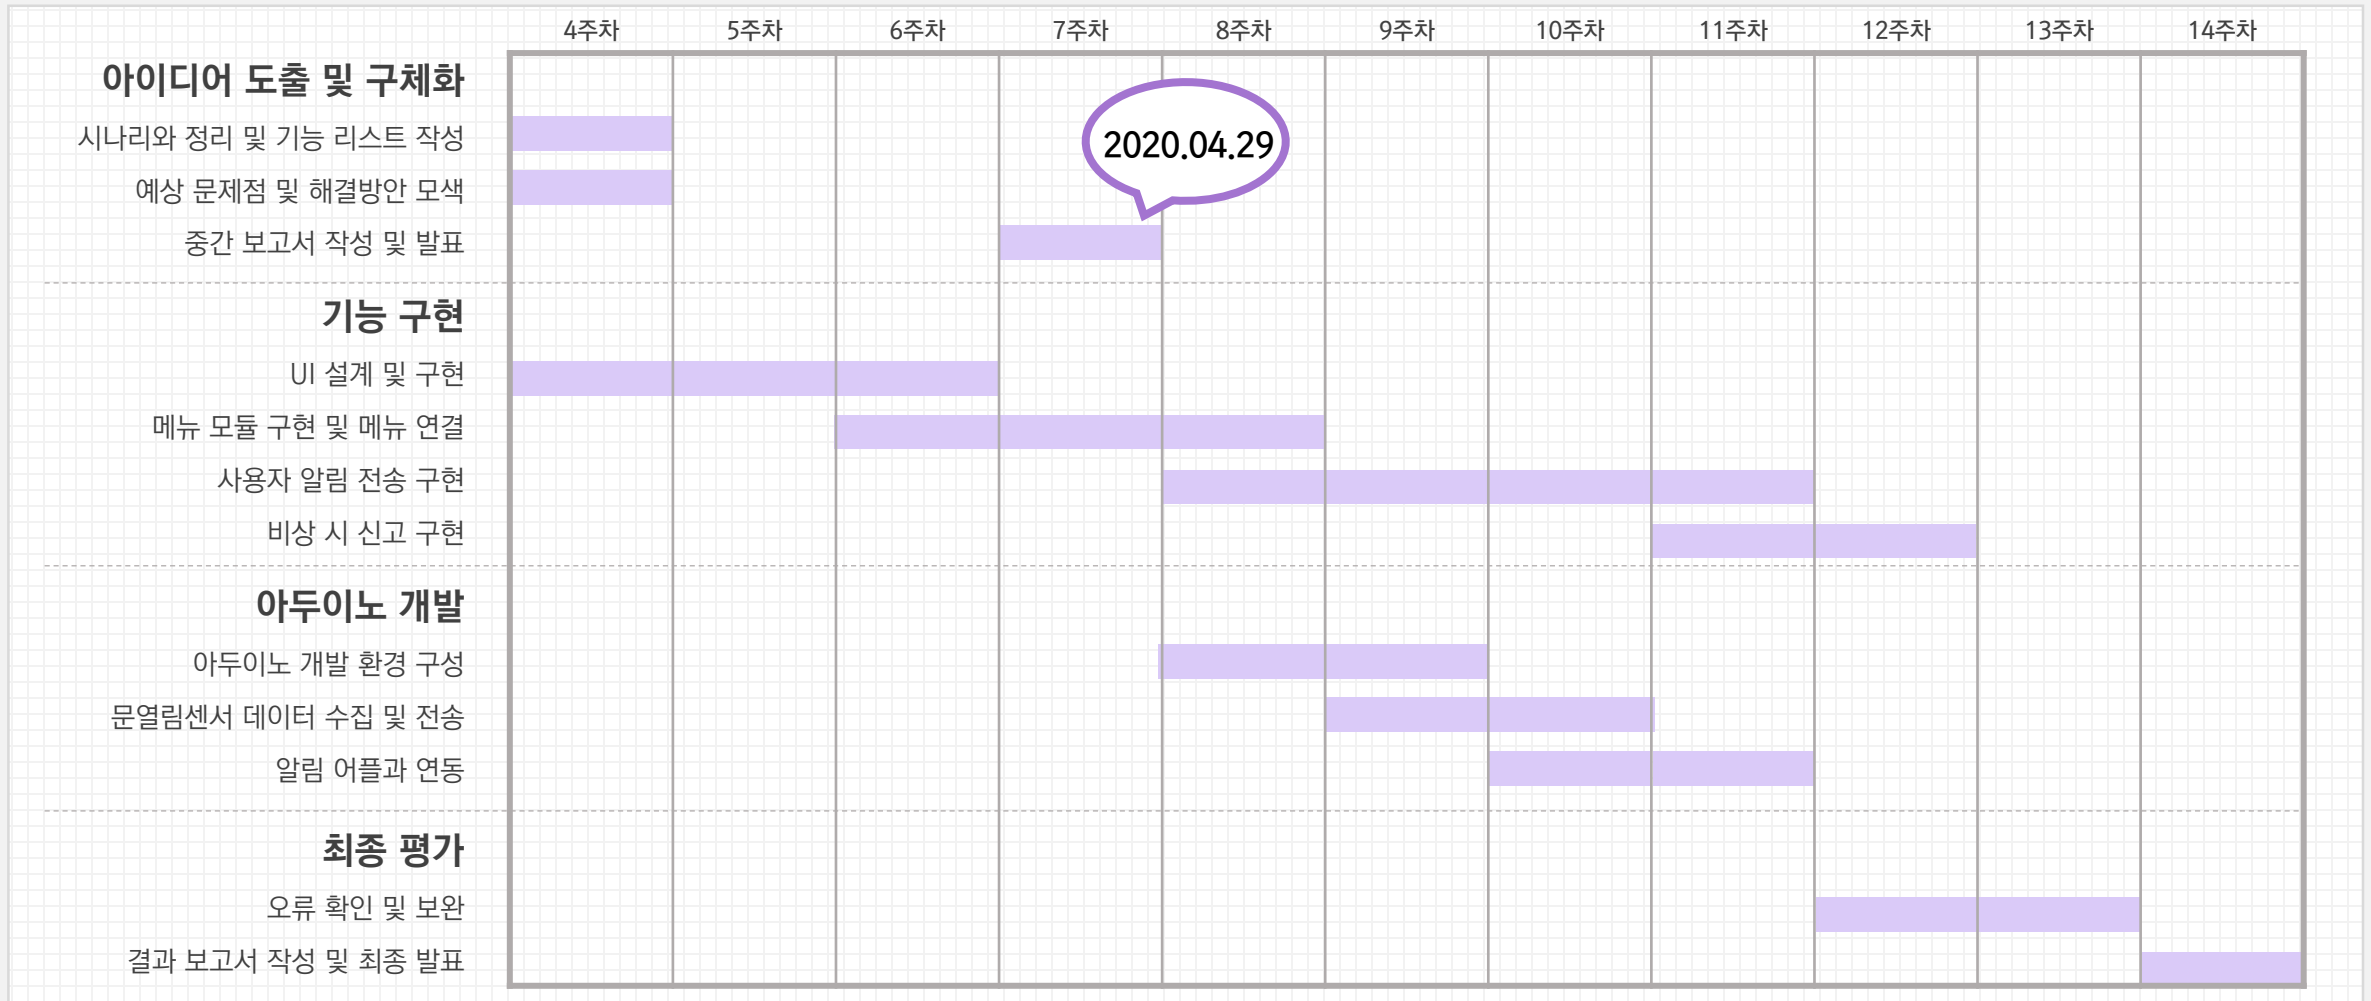 4주차 5주차 6주차 7주차 8주차 9주차 10주차 11주차 12주차 13주차 14주차
아이디어 도출 및 구체화
시나리와 정리 및 기능 리스트 작성
2020.04.29
예상 문제점 및 해결방안 모색
중간 보고서 작성 및 발표
기능 구현
UI 설계 및 구현
메뉴 모듈 구현 및 메뉴 연결
사용자 알림 전송 구현
비상 시 신고 구현
아두이노 개발
아두이노 개발 환경 구성
문열림센서 데이터 수집 및 전송
알림 어플과 연동
최종 평가
오류 확인 및 보완
결과 보고서 작성 및 최종 발표